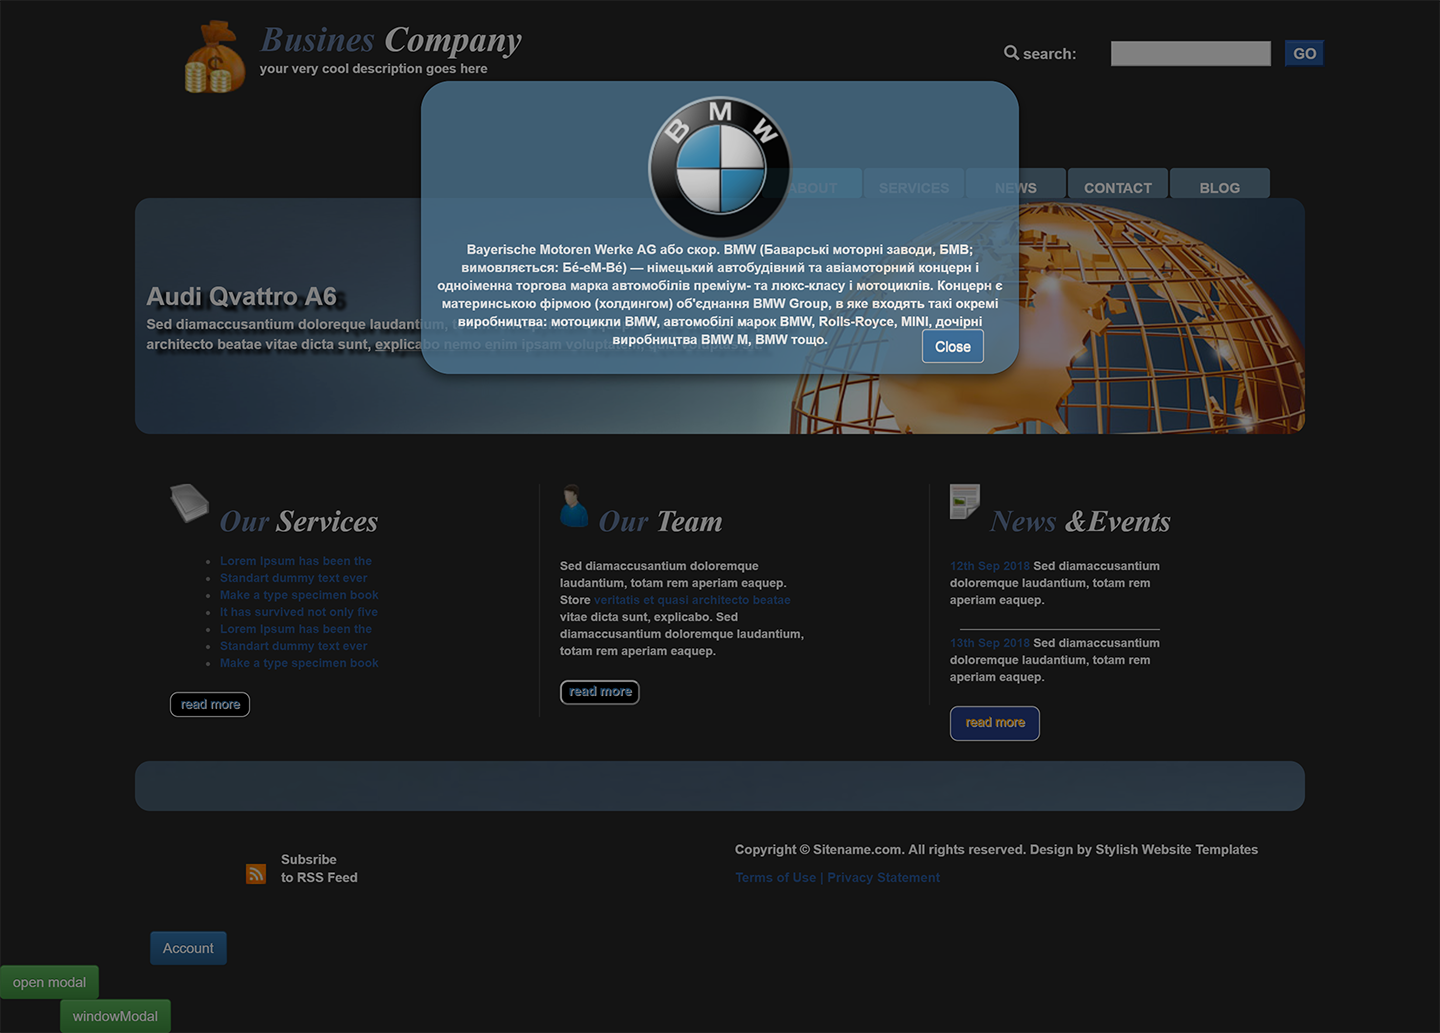 Busines Company
your very cool description goes here
search:
GO
B M W
ABOUT
SERVICES
NEWS
CONTACT
BLOG
Bayerische Motoren Werke AG або скор. BMW (Баварські моторні заводи, БМВ;
вимовляється: Бé-еМ-Вé) — німецький автобудівний та авіамоторний концерн і
одноіменна торгова марка автомобілів преміум- та люкс-класу і мотоциклів. Концерн є
материнською фірмою (холдингом) об'єднання BMW Group, в яке входять такі окремі
виробництва: мотоцикли BMW, автомобілі марок BMW, Rolls-Royce, MINI, дочірні
виробництва BMW M, BMW тощо.
Close
Audi Qvattro A6
Sed diamaccusantium doloreque laudantium,
architecto beatae vitae dicta sunt, explicabo nemo enim ipsam voluptatem, quia voluptas sit
Our Services
Lorem Ipsum has been the
Standart dummy text ever
Make a type specimen book
It has survived not only five
Lorem Ipsum has been the
Standart dummy text ever
Make a type specimen book
read more
Our Team
Sed diamaccusantium doloremque
laudantium, totam rem aperiam eaquep.
Store veritatis et quasi architecto beatae
vitae dicta sunt, explicabo. Sed
diamaccusantium doloremque laudantium,
totam rem aperiam eaquep.
read more
News &Events
12th Sep 2018 Sed diamaccusantium
doloremque laudantium, totam rem
aperiam eaquep.
13th Sep 2018 Sed diamaccusantium
doloremque laudantium, totam rem
aperiam eaquep.
read more
Subsribe
to RSS Feed
Copyright © Sitename.com. All rights reserved. Design by Stylish Website Templates
Terms of Use | Privacy Statement
Account
open modal
windowModal